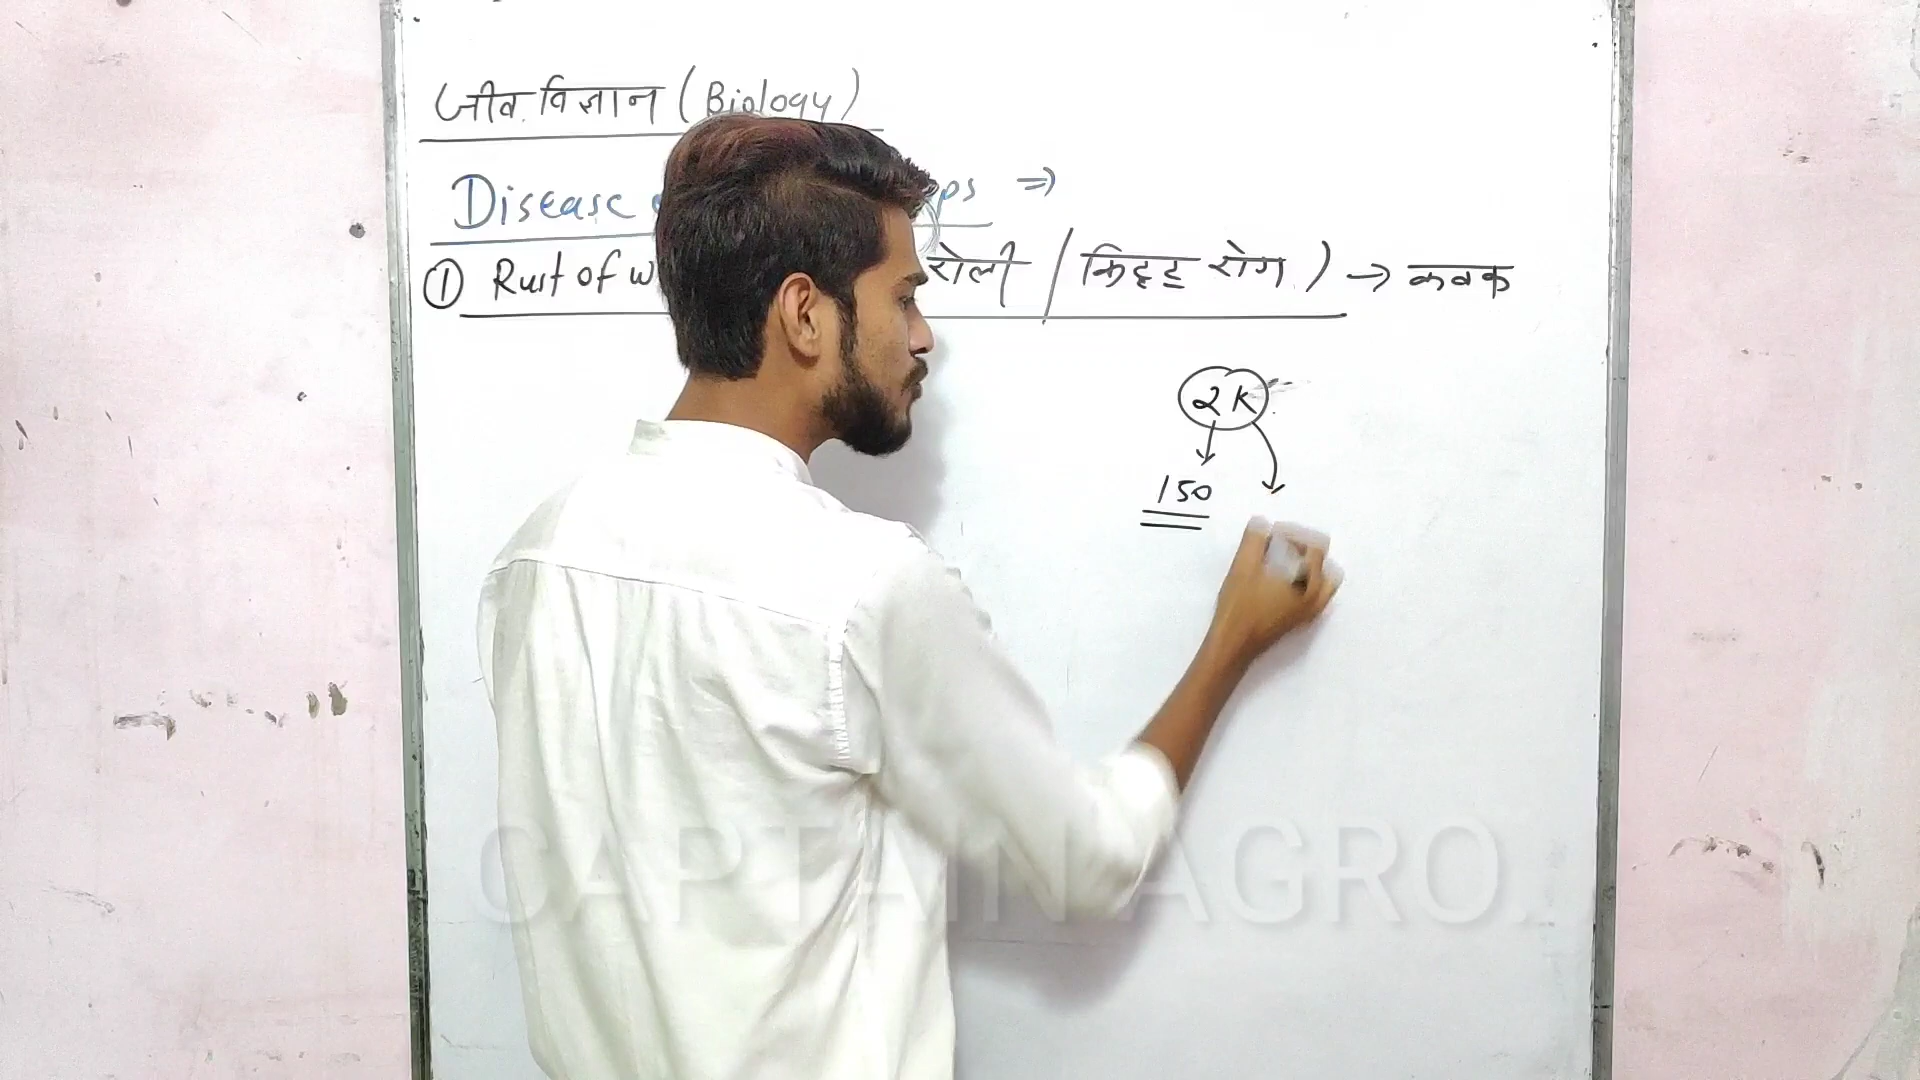 जीव विज्ञान (Biology)
Disease ps ⇒
① Rust of w रोली / किट्ट रोग ) → कवक
2K
150
CAPTAIN AGRO.